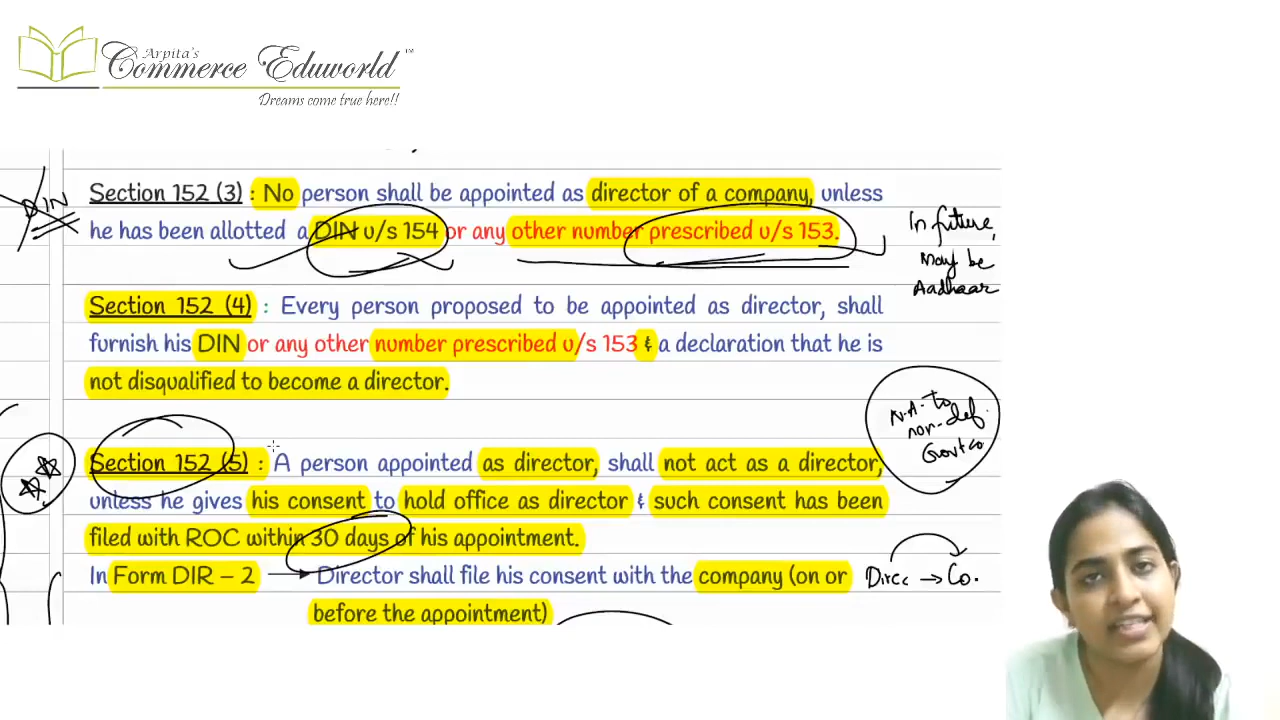 Arpita's
Commerce Eduworld™
Dreams come true here!!
DIN
Section 152 (3) : No person shall be appointed as director of a company, unless
he has been allotted a DIN u/s 154 or any other number prescribed u/s 153.
In future,
may be
Aadhaar
Section 152 (4) : Every person proposed to be appointed as director, shall
furnish his DIN or any other number prescribed u/s 153 & a declaration that he is
not disqualified to become a director.
N.A. to
non-def.
Govt co
Section 152 (5) : A person appointed as director, shall not act as a director,
unless he gives his consent to hold office as director & such consent has been
filed with ROC within 30 days of his appointment.
In Form DIR – 2 → Director shall file his consent with the company (on or
before the appointment)
Direc → Co.